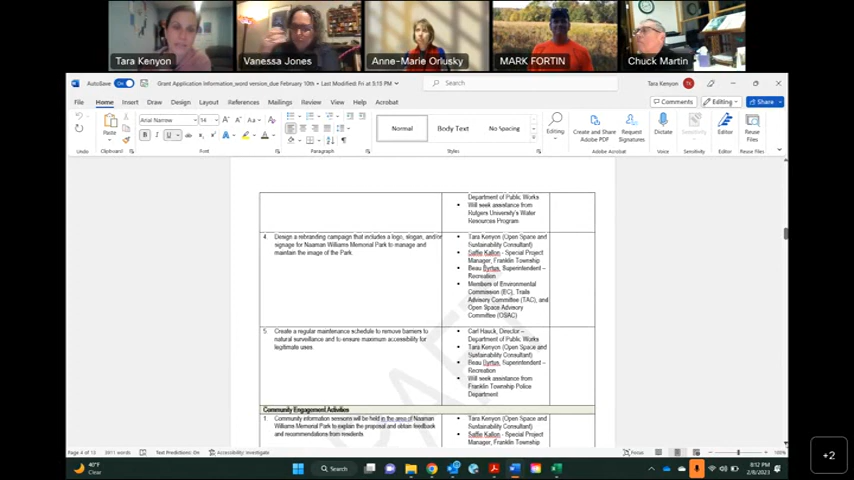 Tara Kenyon
Vanessa Jones
Anne-Marie Orlusky
MARK FORTIN
Chuck Martin
AutoSave
On
Grant Application Information_word version_due February 10th • Last Modified: Fri at 5:13 PM
Search
Tara Kenyon
TK
File Home Insert Draw Design Layout References Mailings Review View Help Acrobat
Comments
Editing
Share
Paste
Arial Narrow
14
Normal
Body Text
No Spacing
Editing
Create and Share Adobe PDF
Request Signatures
Dictate
Editor
Reuse Files
Undo
Clipboard
Font
Paragraph
Styles
Adobe Acrobat
Voice
Editor
Reuse Files
Department of Public Works
• Will seek assistance from
Rutgers University's Water
Resources Program
4. Design a rebranding campaign that includes a logo, slogan, and/or
signage for Naaman Williams Memorial Park to manage and
maintain the image of the Park.
• Tara Kenyon (Open Space and
Sustainability Consultant)
• Saffie Kallon - Special Project
Manager, Franklin Township
• Beau Byrtus, Superintendent –
Recreation
• Members of Environmental
Commission (EC), Trails
Advisory Committee (TAC), and
Open Space Advisory
Committee (OSAC)
5. Create a regular maintenance schedule to remove barriers to
natural surveillance and to ensure maximum accessibility for
legitimate uses
• Carl Hauck, Director –
Department of Public Works
• Tara Kenyon (Open Space and
Sustainability Consultant)
• Beau Byrtus, Superintendent –
Recreation
• Will seek assistance from
Franklin Township Police
Department
Community Engagement Activities
1. Community information sessions will be held in the area of Naaman
Williams Memorial Park to explain the proposal and obtain feedback
and recommendations from residents
• Tara Kenyon (Open Space and
Sustainability Consultant)
• Saffie Kallon - Special Project
Manager, Franklin Township
DRAFT
Page 4 of 13
Text Predictions: On
Accessibility: Investigate
Focus
100%
40°F
Clear
Search
8:12 PM
2/8/2023
+2